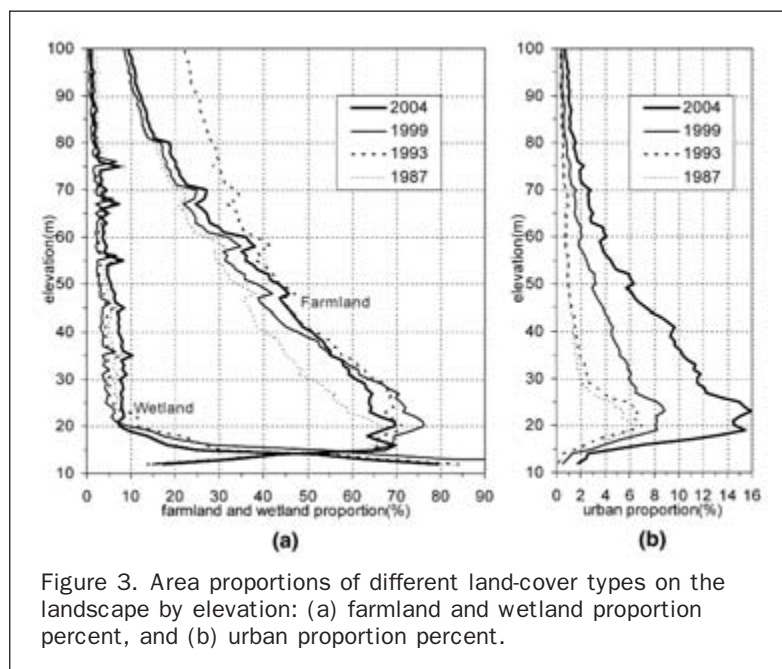 100
90
80
70
60
50
40
30
20
10
elevation(m)
2004
1999
1993
1987
Farmland
Wetland
0 10 20 30 40 50 60 70 80 90
farmland and wetland proportion(%)
(a)
100
90
80
70
60
50
40
30
20
10
elevation(m)
2004
1999
1993
1987
0 2 4 6 8 10 12 14 16
urban proportion(%)
(b)
Figure 3. Area proportions of different land-cover types on the
landscape by elevation: (a) farmland and wetland proportion
percent, and (b) urban proportion percent.